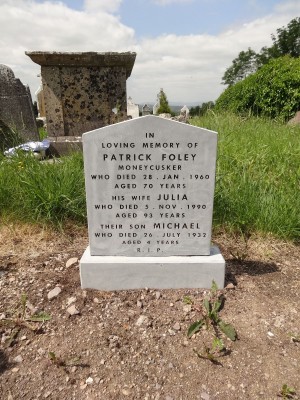 IN
LOVING MEMORY OF
PATRICK FOLEY
MONEYCUSKER
WHO DIED 28 . JAN . 1960
AGED 70 YEARS
HIS WIFE JULIA
WHO DIED 5 . NOV . 1990
AGED 93 YEARS
THEIR SON MICHAEL
WHO DIED 26 JULY 1932
AGED 4 YEARS
R . I . P .